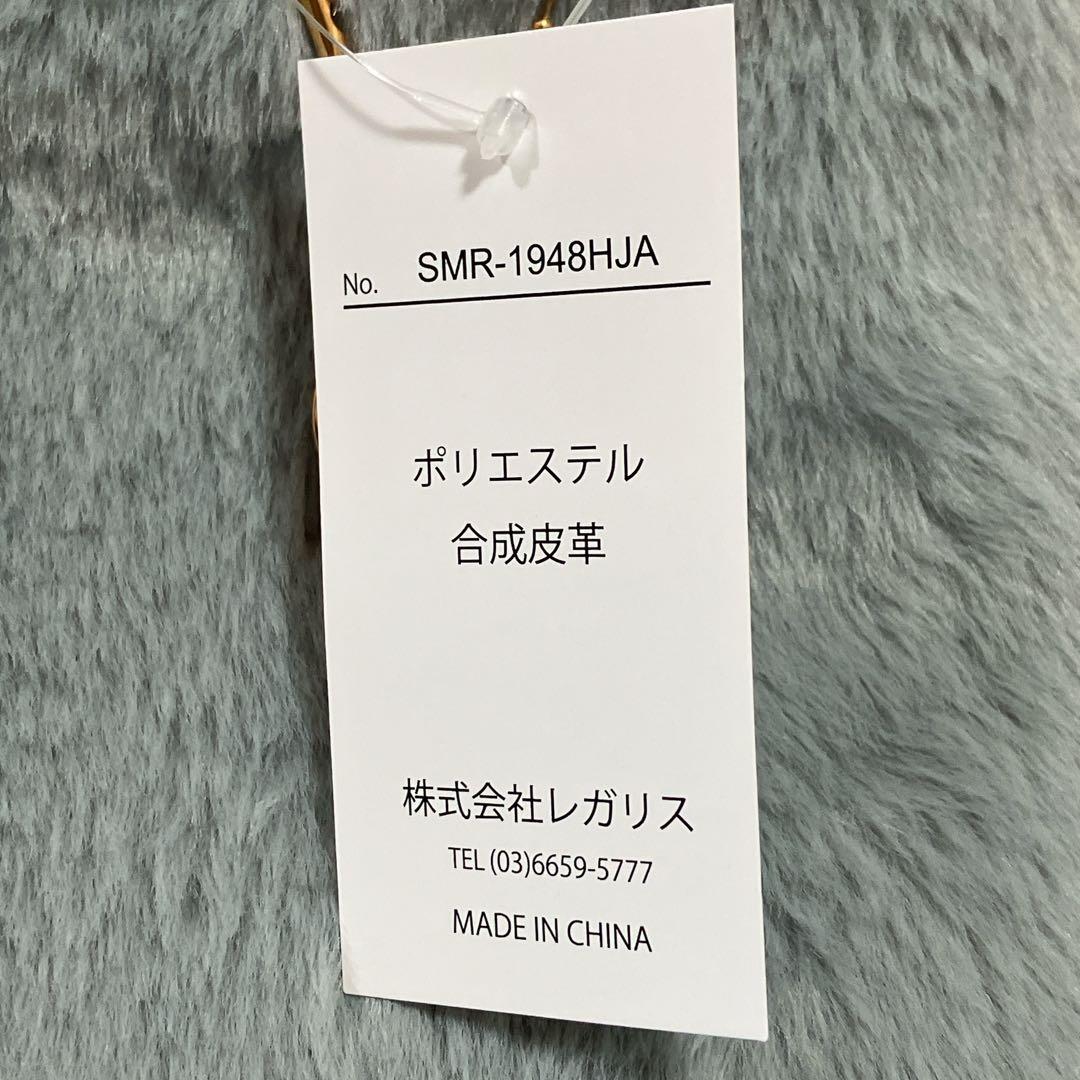 No. SMR-1948HJA
ポリエステル
合成皮革
株式会社レガリス
TEL (03)6659-5777
MADE IN CHINA